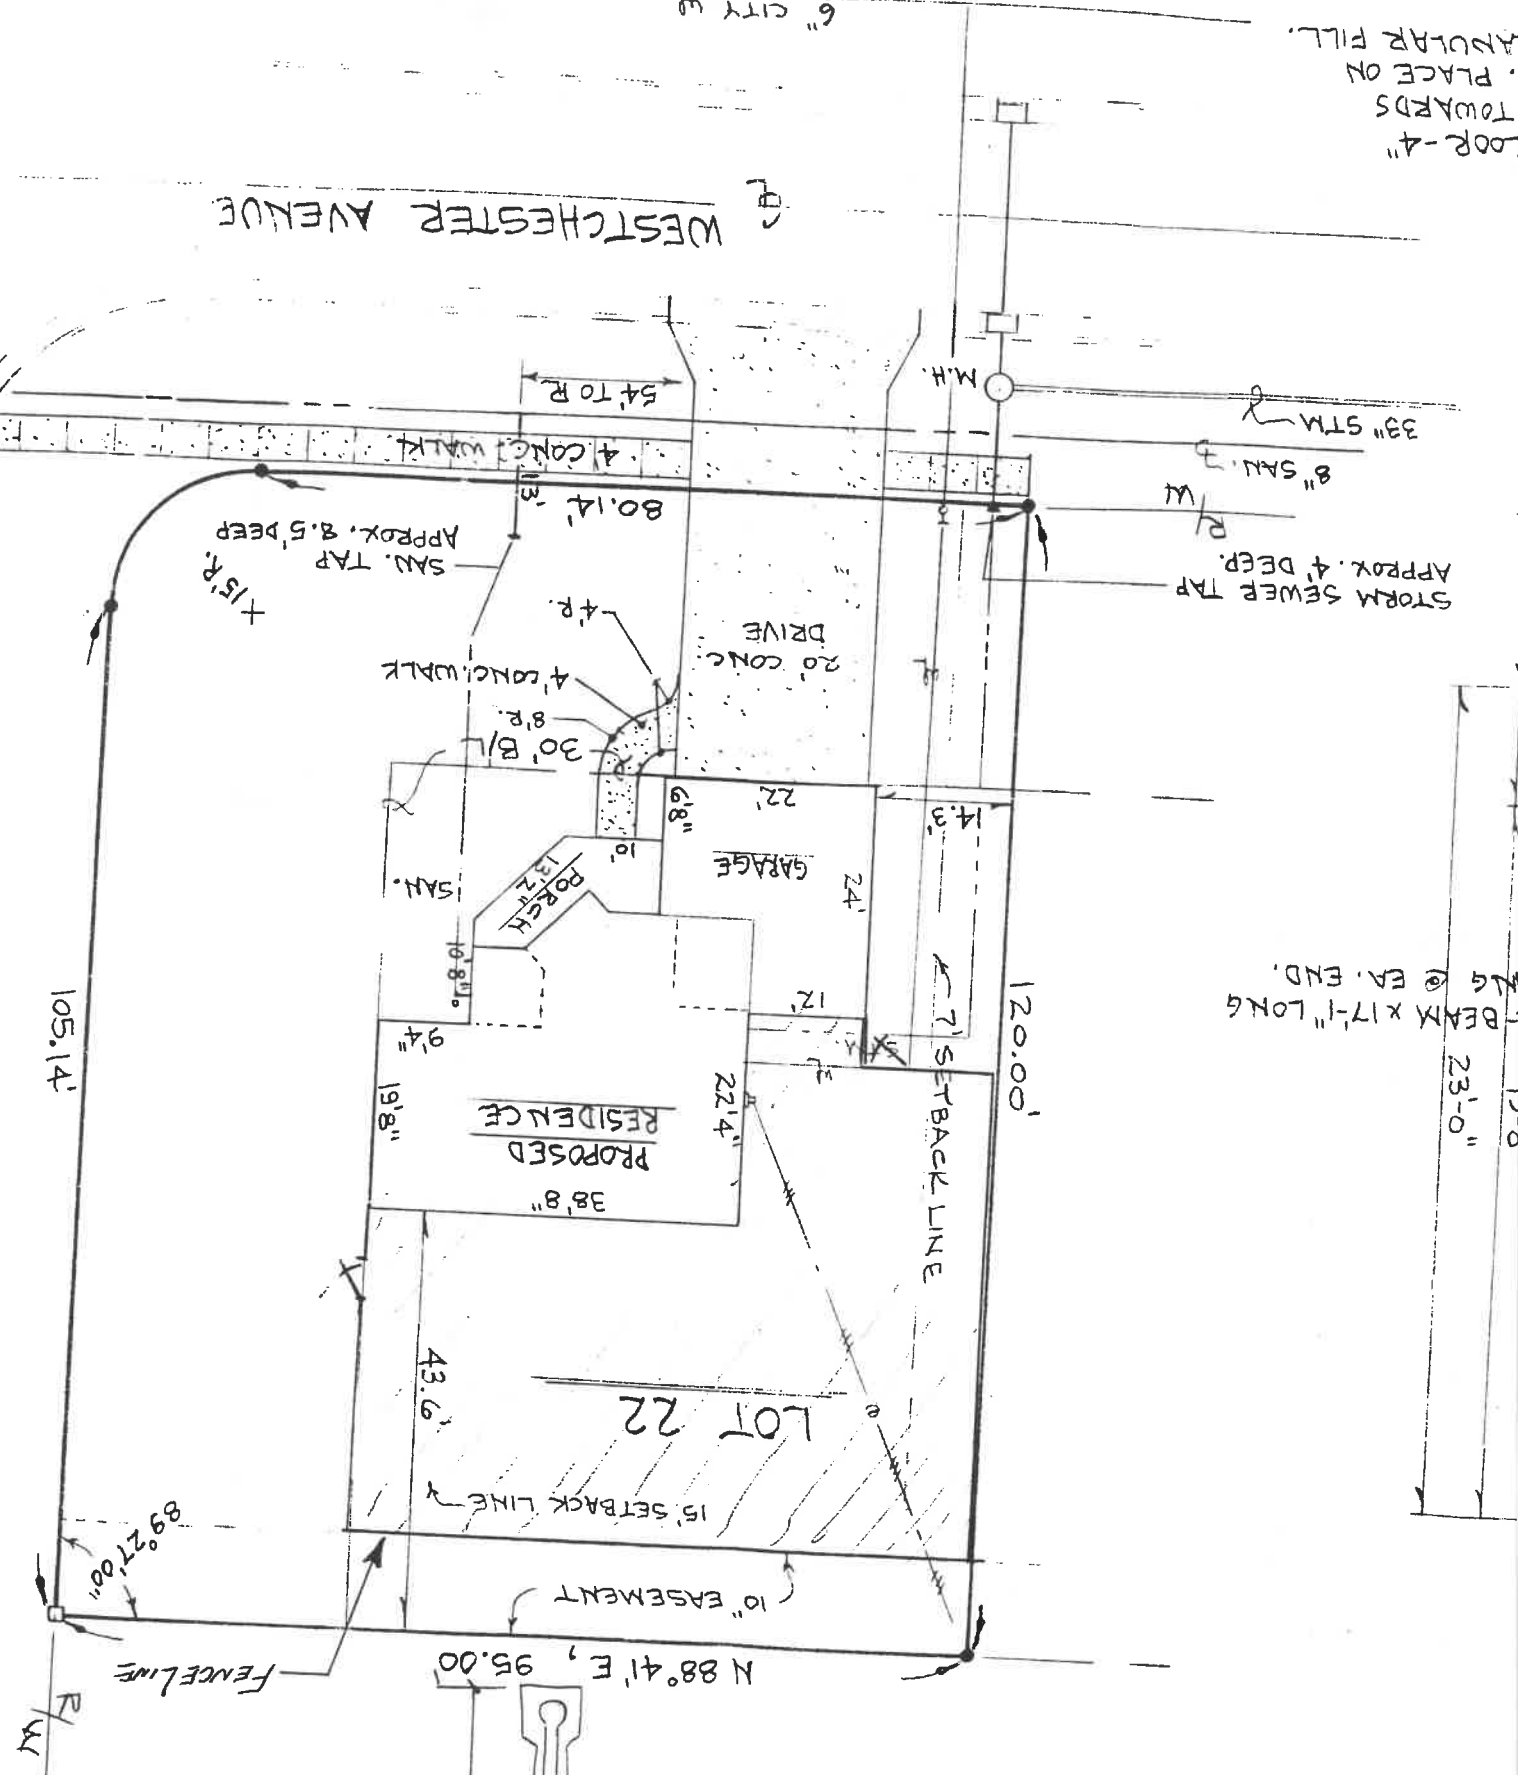 N 88°41' E, 95.00'
FENCE LINE
R/W
10" EASEMENT
89°27'00"
15' SETBACK LINE
LOT 22
43.6'
38'8"
PROPOSED
RESIDENCE
22'4"
19'8"
9'4"
12'
7' SETBACK LINE
120.00'
105.14'
10'8"
SAN.
PORCH
13'2"
10'
GARAGE
24'
22'
6'8"
14.3'
30' B/L
8'R.
4' CONC. WALK
4'R.
20' CONC.
DRIVE
SAN. TAP
APPROX. 8.5' DEEP
15'R.
STORM SEWER TAP
APPROX. 4' DEEP.
R/W
80.14'
13'
4' CONC. WALK
54' TO R
8" SAN.
33" STM
M.H.
WESTCHESTER AVENUE
6" CITY W
23'-0"
BEAM x 17'-1" LONG
NG @ EA. END.
OOR - 4"
TOWARDS
. PLACE ON
ANULAR FILL.